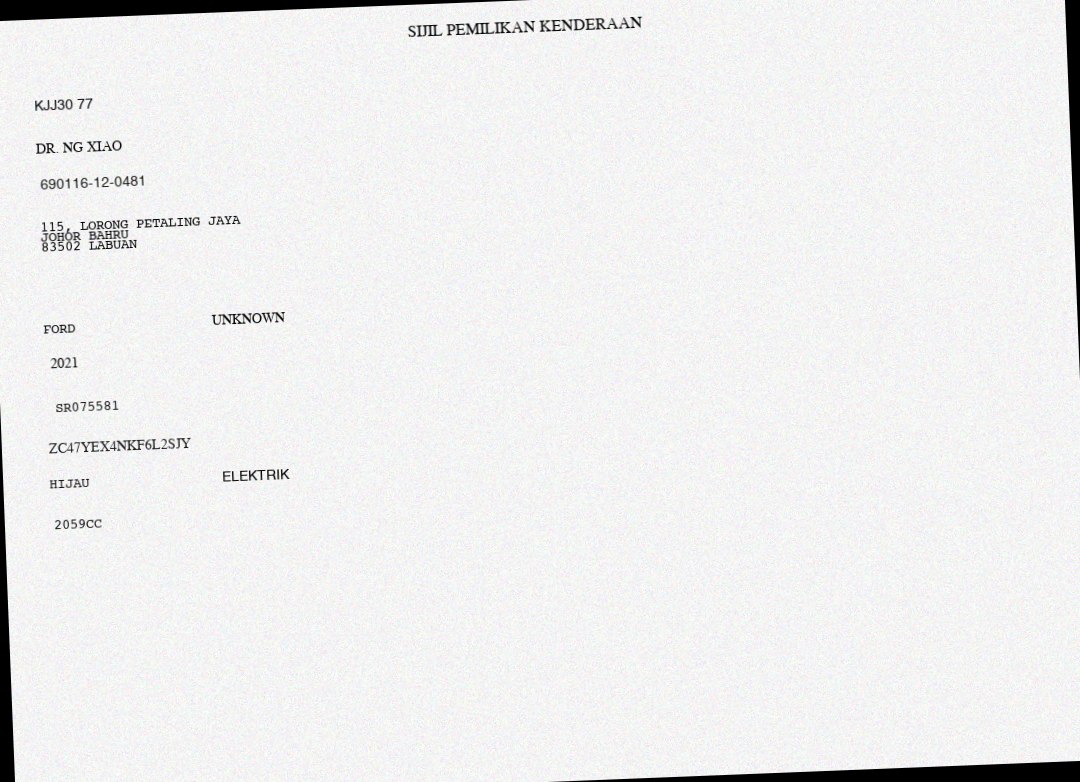 SIJIL PEMILIKAN KENDERAAN
KJJ30 77
DR. NG XIAO
690116-12-0481
115, LORONG PETALING JAYA
JOHOR BAHRU
83502 LABUAN
FORD UNKNOWN
2021
SR075581
ZC47YEX4NKF6L2SJY
HIJAU ELEKTRIK
2059CC